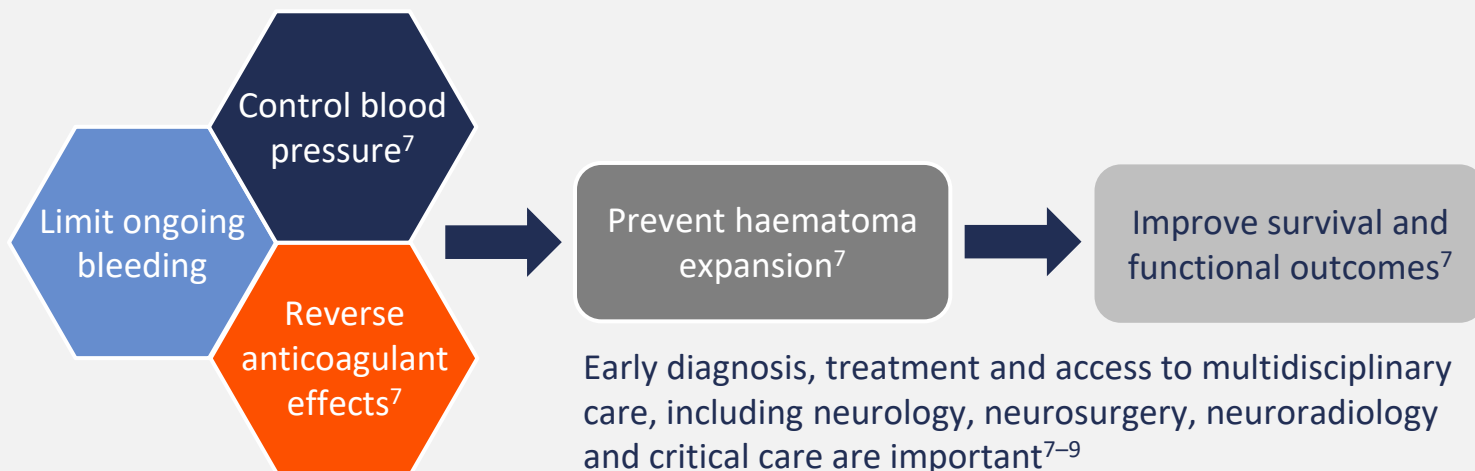 Control blood
pressure⁷
Limit ongoing
bleeding
Reverse
anticoagulant
effects⁷
Prevent haematoma
expansion⁷
Improve survival and
functional outcomes⁷
Early diagnosis, treatment and access to multidisciplinary
care, including neurology, neurosurgery, neuroradiology
and critical care are important⁷⁻⁹